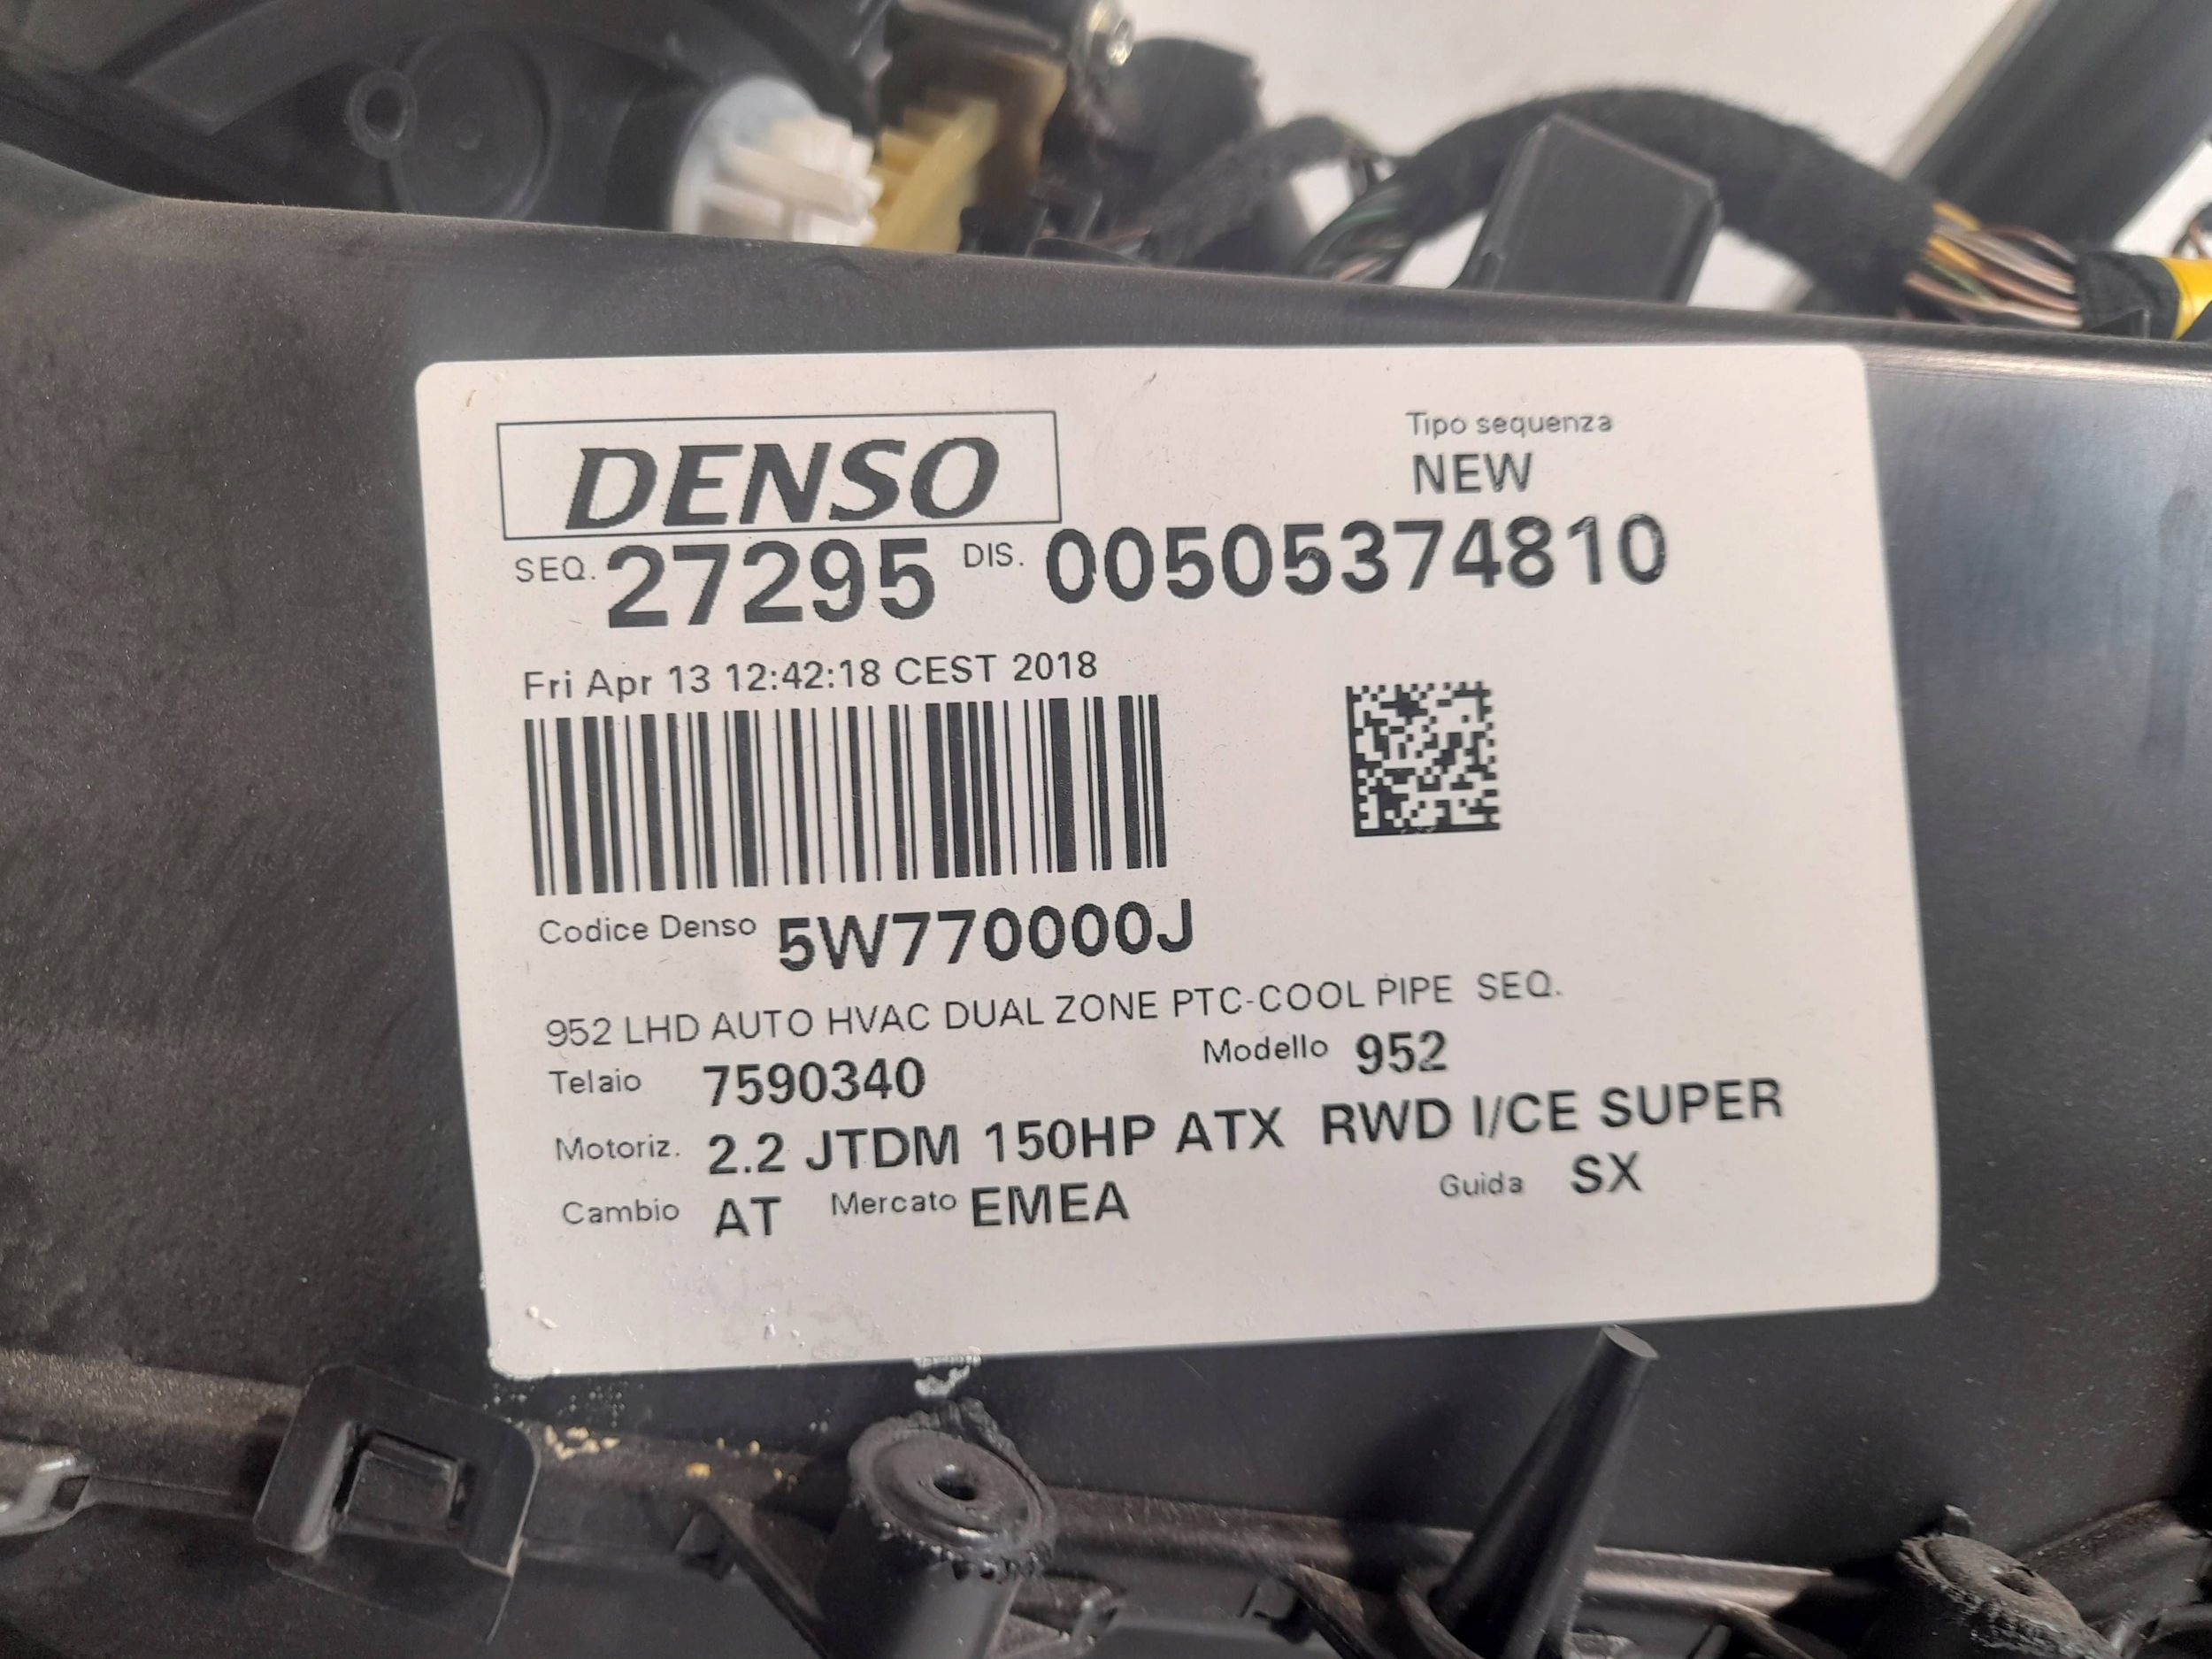 DENSO
Tipo sequenza
NEW
SEQ. 27295 DIS. 00505374810
Fri Apr 13 12:42:18 CEST 2018
Codice Denso 5W770000J
952 LHD AUTO HVAC DUAL ZONE PTC-COOL PIPE SEQ.
Telaio 7590340 Modello 952
Motoriz. 2.2 JTDM 150HP ATX RWD I/CE SUPER
Cambio AT Mercato EMEA Guida SX